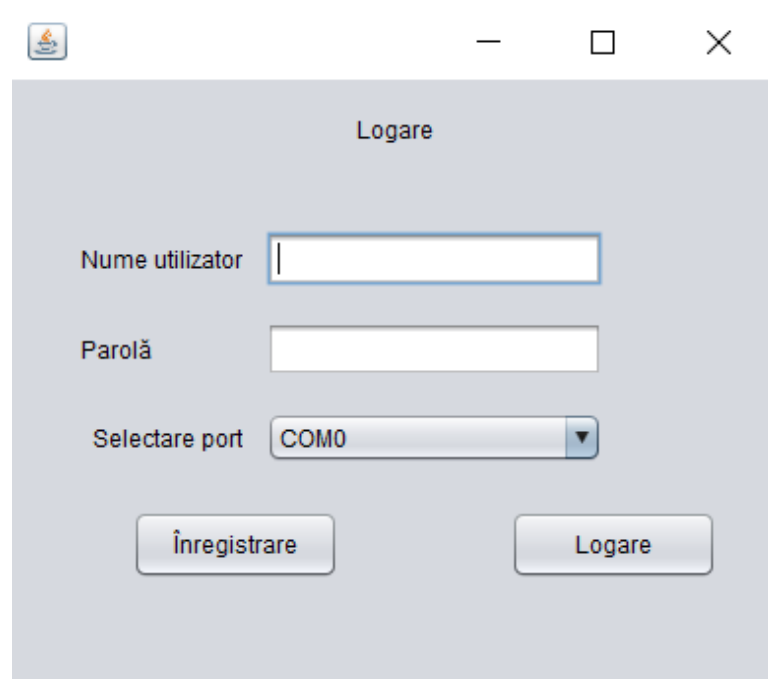 Logare
Nume utilizator
Parolă
Selectare port COM0
Înregistrare Logare